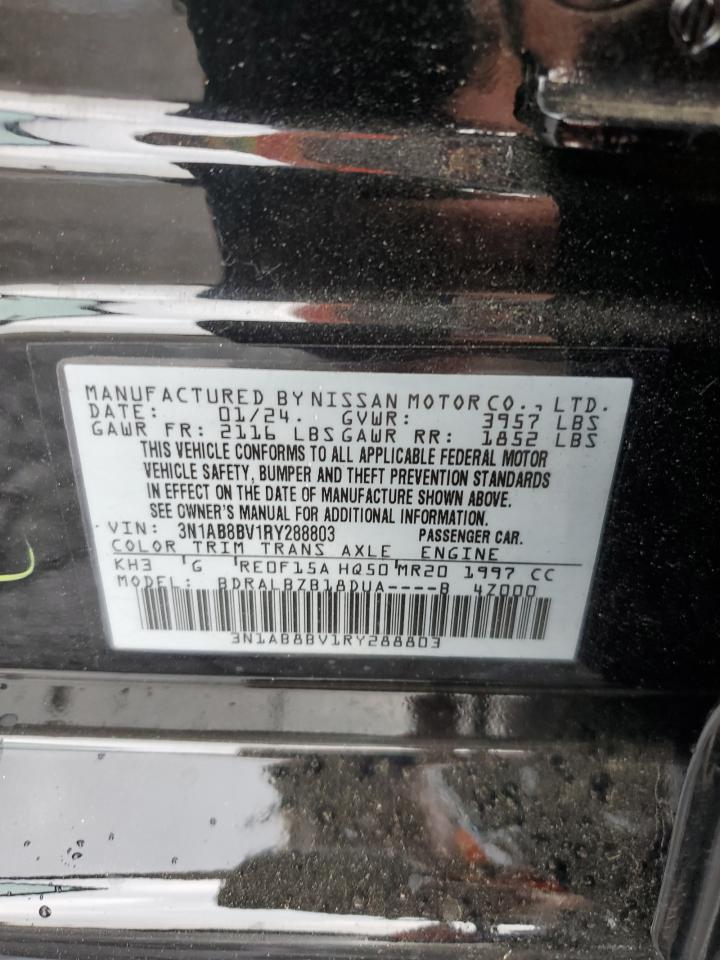 MANUFACTURED BY NISSAN MOTOR CO., LTD.
DATE: 01/24. GVWR: 3957 LBS
GAWR FR: 2116 LBS GAWR RR: 1852 LBS
THIS VEHICLE CONFORMS TO ALL APPLICABLE FEDERAL MOTOR
VEHICLE SAFETY, BUMPER AND THEFT PREVENTION STANDARDS
IN EFFECT ON THE DATE OF MANUFACTURE SHOWN ABOVE.
SEE OWNER'S MANUAL FOR ADDITIONAL INFORMATION.
VIN: 3N1AB8BV1RY288803 PASSENGER CAR.
COLOR TRIM TRANS AXLE ENGINE
KH3 G RE0F15A HQ50 MR20 1997 CC
MODEL: BDRALBZB18DUA----B 4Z000
3N1AB8BV1RY288803